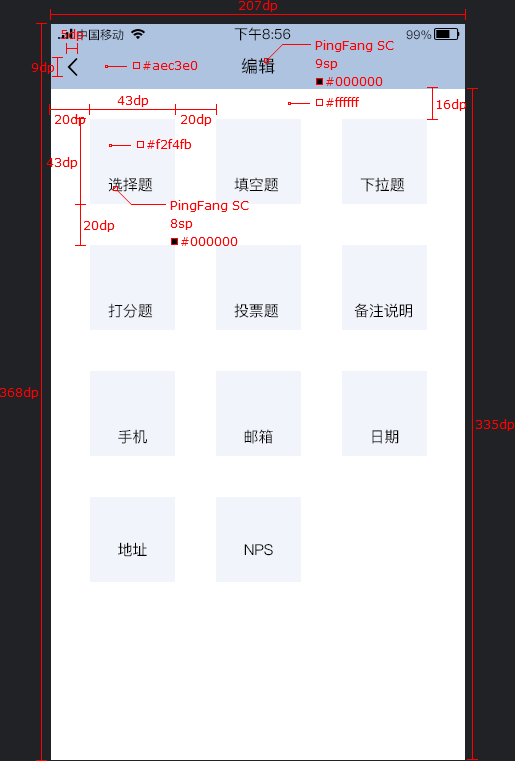 207dp
5dp
中国移动
下午8:56
99%
PingFang SC
9sp
#000000
9dp
#aec3e0
编辑
43dp
#ffffff
16dp
20dp
20dp
43dp
#f2f4fb
选择题
填空题
下拉题
PingFang SC
8sp
#000000
20dp
打分题
投票题
备注说明
368dp
335dp
手机
邮箱
日期
地址
NPS